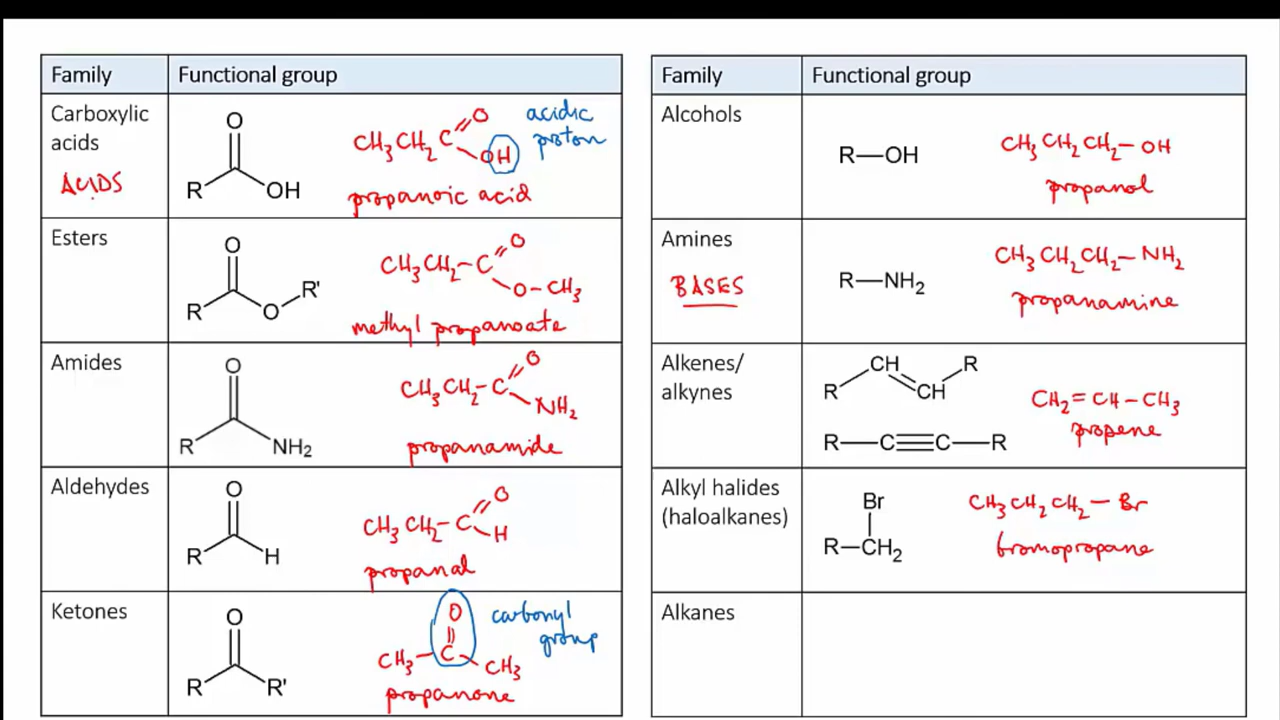 Family Functional group
Carboxylic
acids
ACIDS
O
R OH
CH₃CH₂C O
OH
propanoic acid
acidic
proton
Esters
O
R O R'
CH₃CH₂–C O
O–CH₃
methyl propanoate
Amides
O
R NH₂
CH₃CH₂–C O
NH₂
propanamide
Aldehydes
O
R H
CH₃CH₂–C O
H
propanal
Ketones
O
R R'
O
CH₃–C–CH₃
propanone
carbonyl
group
Family Functional group
Alcohols
R—OH
CH₃CH₂CH₂–OH
propanol
Amines
BASES
R—NH₂
CH₃CH₂CH₂–NH₂
propanamine
Alkenes/
alkynes
R CH=CH R
R—C≡C—R
CH₂=CH–CH₃
propene
Alkyl halides
(haloalkanes)
Br
R—CH₂
CH₃CH₂CH₂–Br
bromopropane
Alkanes